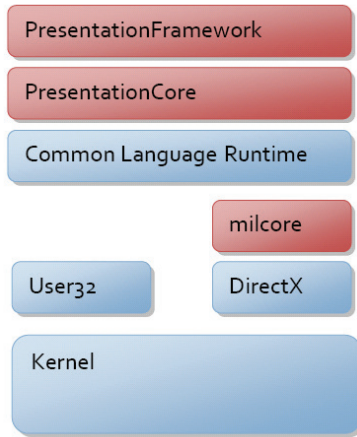 PresentationFramework
PresentationCore
Common Language Runtime
milcore
User32
DirectX
Kernel